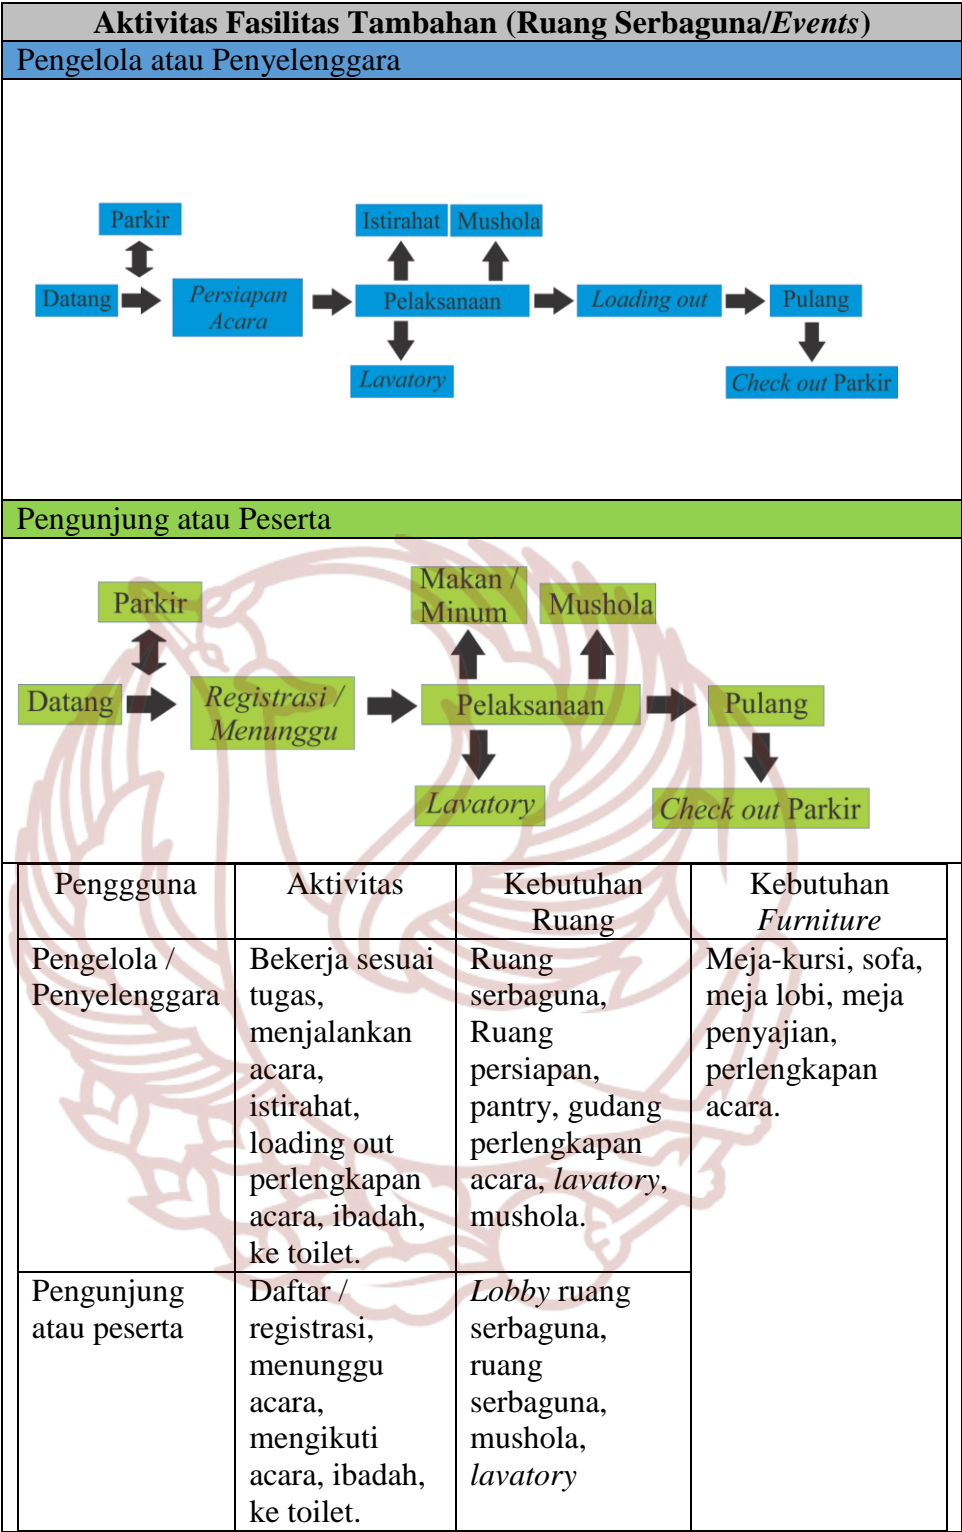 Aktivitas Fasilitas Tambahan (Ruang Serbaguna/Events)
Pengelola atau Penyelenggara
Parkir
Istirahat
Mushola
Datang
Persiapan
Acara
Pelaksanaan
Loading out
Pulang
Lavatory
Check out Parkir
Pengunjung atau Peserta
Parkir
Makan /
Minum
Mushola
Datang
Registrasi /
Menunggu
Pelaksanaan
Pulang
Lavatory
Check out Parkir
Penggguna
Aktivitas
Kebutuhan
Ruang
Kebutuhan
Furniture
Pengelola /
Penyelenggara
Bekerja sesuai
tugas,
menjalankan
acara,
istirahat,
loading out
perlengkapan
acara, ibadah,
ke toilet.
Ruang
serbaguna,
Ruang
persiapan,
pantry, gudang
perlengkapan
acara, lavatory,
mushola.
Meja-kursi, sofa,
meja lobi, meja
penyajian,
perlengkapan
acara.
Pengunjung
atau peserta
Daftar /
registrasi,
menunggu
acara,
mengikuti
acara, ibadah,
ke toilet.
Lobby ruang
serbaguna,
ruang
serbaguna,
mushola,
lavatory